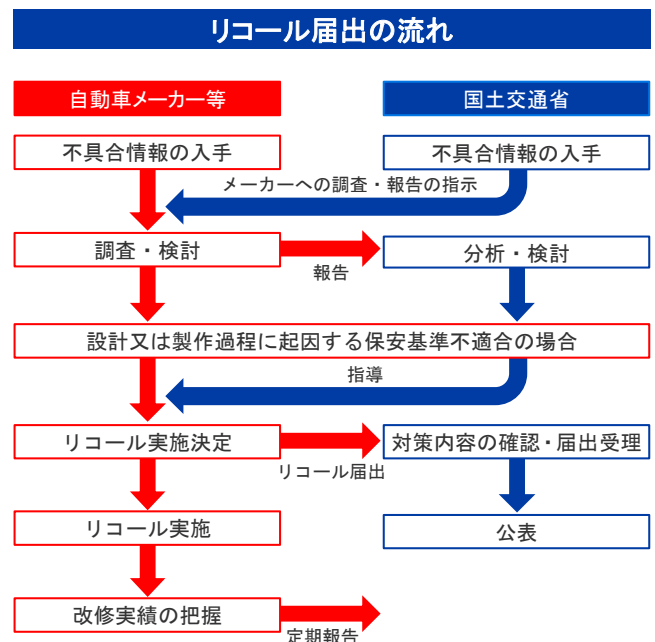 リコール届出の流れ
自動車メーカー等
国土交通省
不具合情報の入手
不具合情報の入手
メーカーへの調査・報告の指示
調査・検討
報告
分析・検討
設計又は製作過程に起因する保安基準不適合の場合
指導
リコール実施決定
リコール届出
対策内容の確認・届出受理
リコール実施
公表
改修実績の把握
定期報告